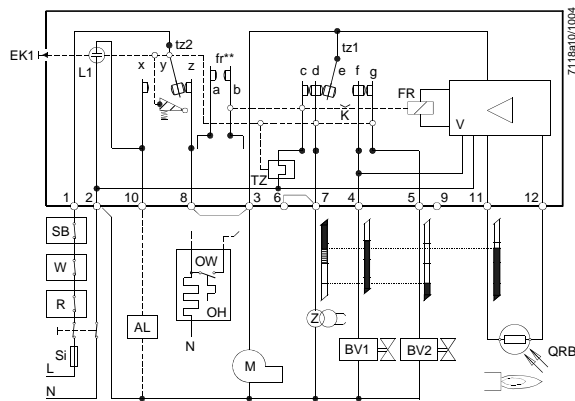 7118a10/1004
EK1
L1
tz2
x y z
fr**
a b
tz1
c d e f g
FR
K
V
TZ
1 2 10 8 3 6 7 4 5 9 11 12
SB
W
R
Si
L
N
AL
OW
OH
N
M
Z
BV1
BV2
QRB